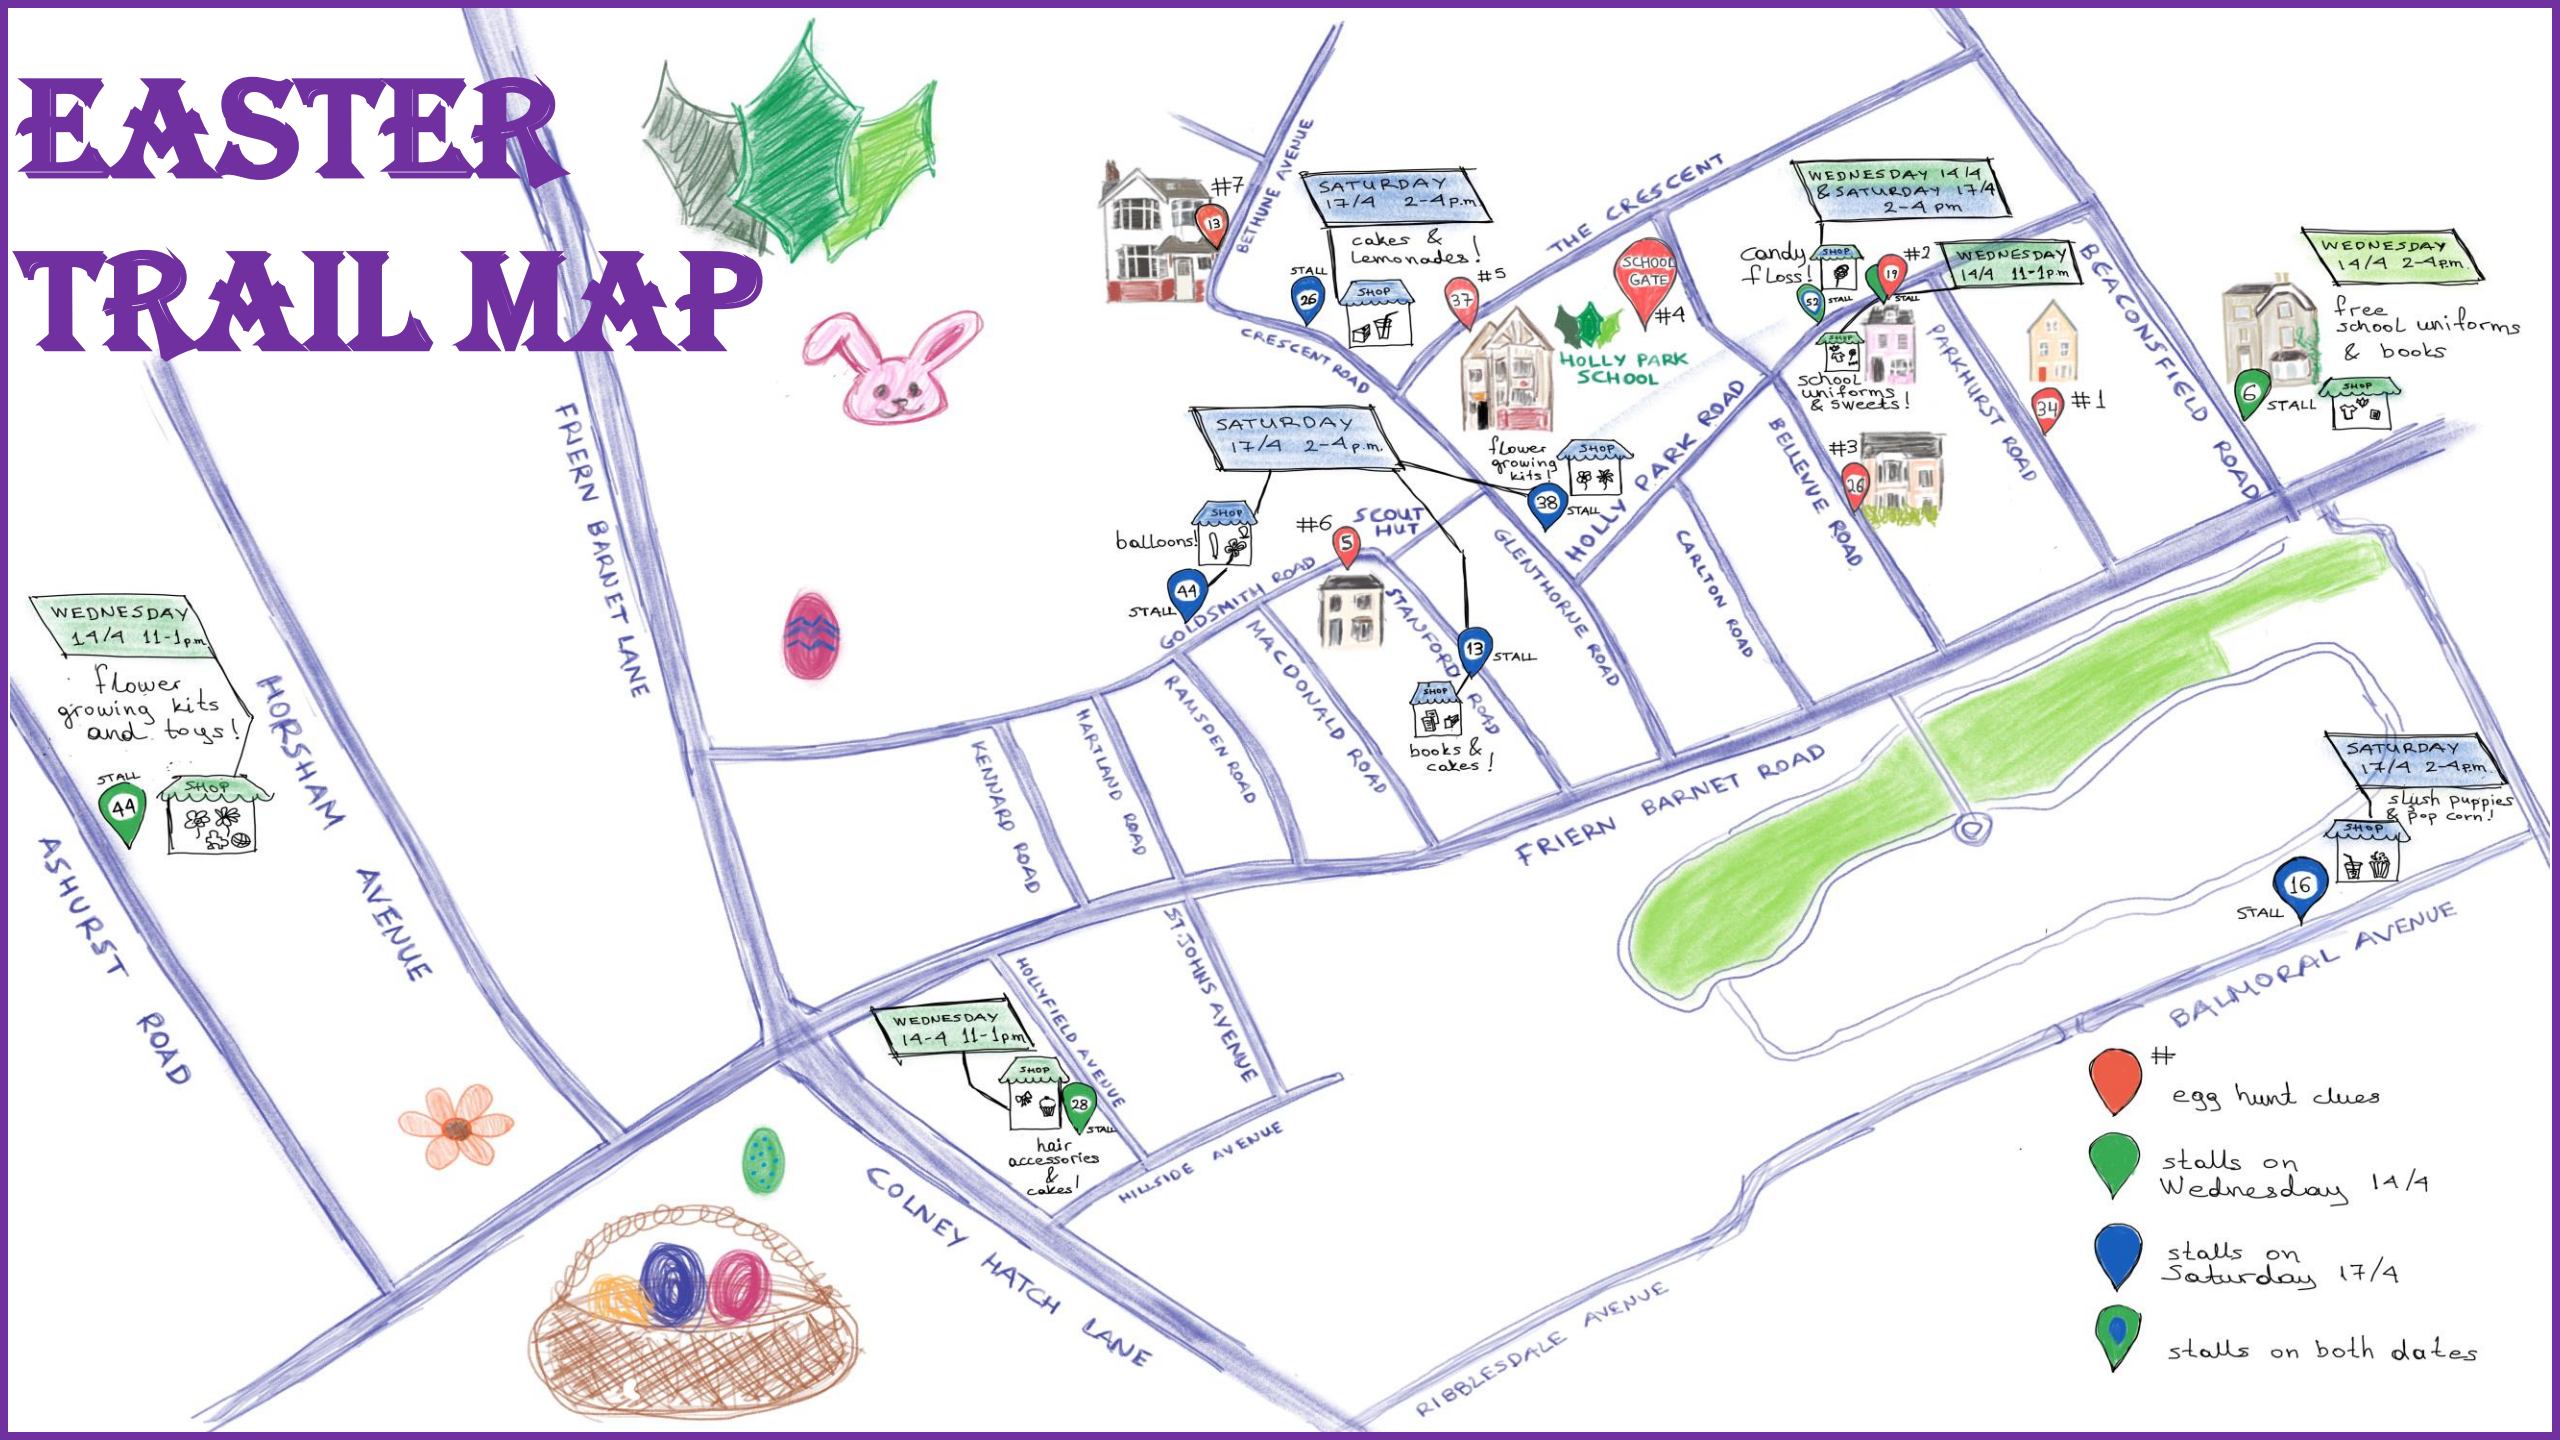 EASTER
TRAIL MAP
FRIERN BARNET LANE
HORSHAM AVENUE
ASHURST ROAD
WEDNESDAY
14/4 11-1p.m
flower
growing kits
and toys!
STALL
44
SHOP
#7
13
BETHUNE AVENUE
SATURDAY
17/4 2-4p.m
cakes &
lemonades!
STALL
26
SHOP
CRESCENT ROAD
#5
37
THE CRESCENT
SCHOOL
GATE
#4
HOLLY PARK
SCHOOL
WEDNESDAY 14/4
& SATURDAY 17/4
2-4 pm
candy
floss!
SHOP
52
STALL
#2
19
STALL
WEDNESDAY
14/4 11-1p.m
SHOP
school
uniforms
& sweets!
PARKHURST ROAD
34
#1
BEACONSFIELD ROAD
WEDNESDAY
14/4 2-4p.m.
free
school uniforms
& books
6
STALL
SHOP
SATURDAY
17/4 2-4p.m.
flower
growing
kits!
SHOP
38
STALL
HOLLY PARK ROAD
BELLEVUE ROAD
#3
26
balloons!
SHOP
44
STALL
#6
5
SCOUT
HUT
GOLDSMITH ROAD
STANFORD ROAD
13
STALL
SHOP
books &
cakes!
GLENTHORNE ROAD
CARLTON ROAD
MACDONALD ROAD
RAMSDEN ROAD
HARTLAND ROAD
KENNARD ROAD
FRIERN BARNET ROAD
SATURDAY
17/4 2-4p.m.
slush puppies
& pop corn!
SHOP
16
STALL
BALMORAL AVENUE
ST. JOHNS AVENUE
HOLLYFIELD AVENUE
WEDNESDAY
14-4 11-1p.m
SHOP
28
STALL
hair
accessories
&
cakes!
HILLSIDE AVENUE
COLNEY HATCH LANE
RIBBLESDALE AVENUE
#
egg hunt clues
stalls on
Wednesday 14/4
stalls on
Saturday 17/4
stalls on both dates